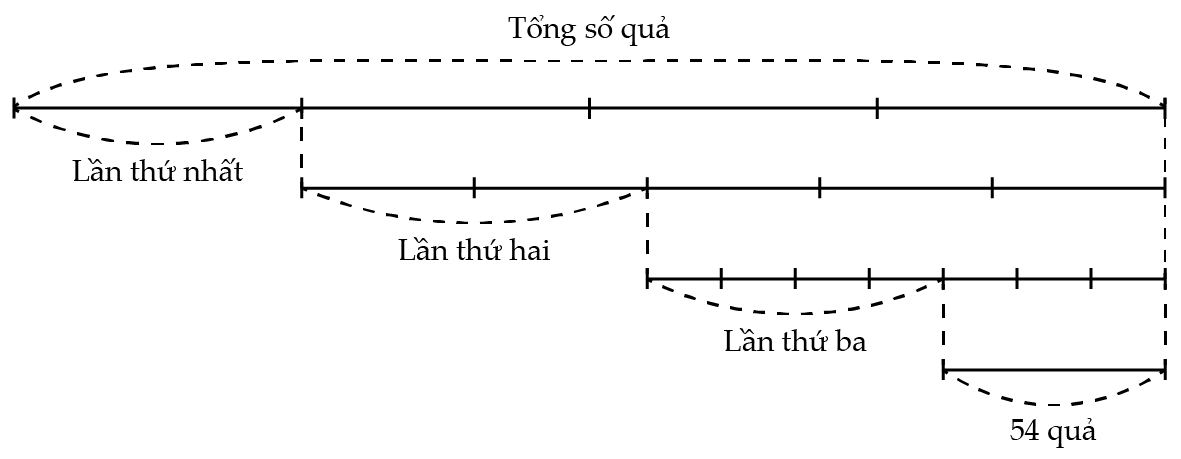 Tổng số quả
Lần thứ nhất
Lần thứ hai
Lần thứ ba
54 quả